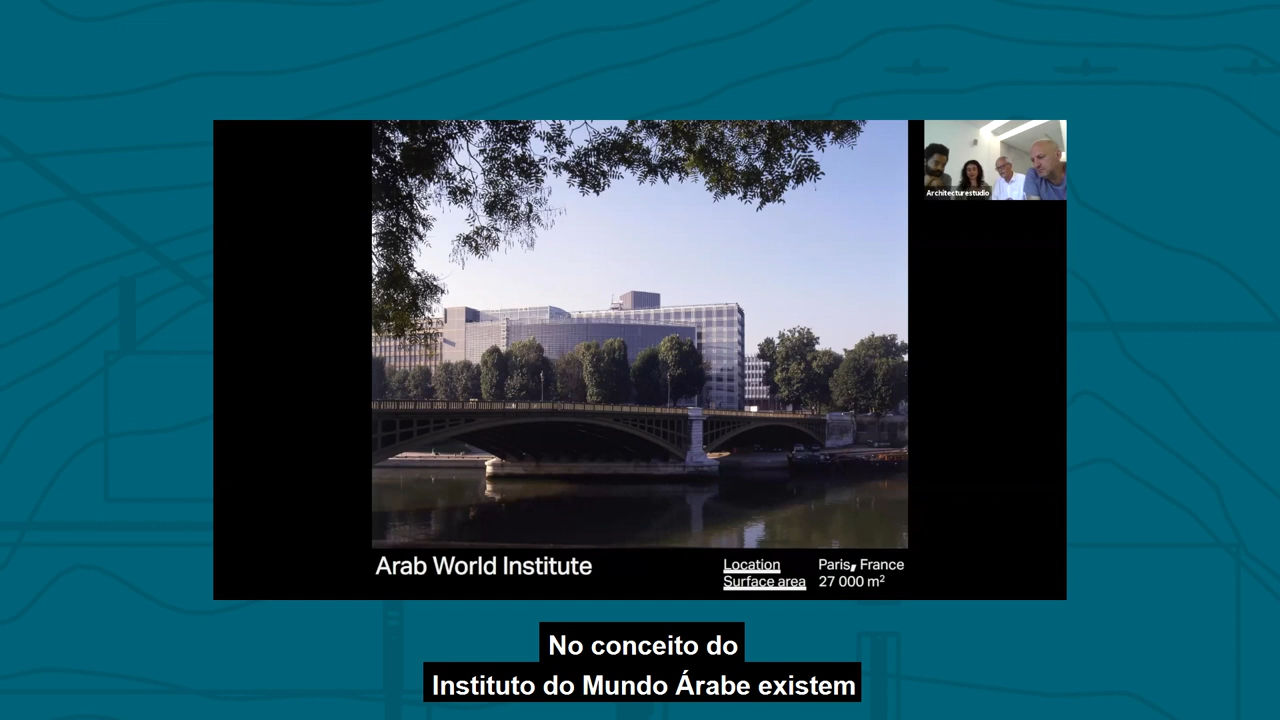 Architecturestudio
Arab World Institute
Location Paris, France
Surface area 27 000 m²
No conceito do
Instituto do Mundo Árabe existem